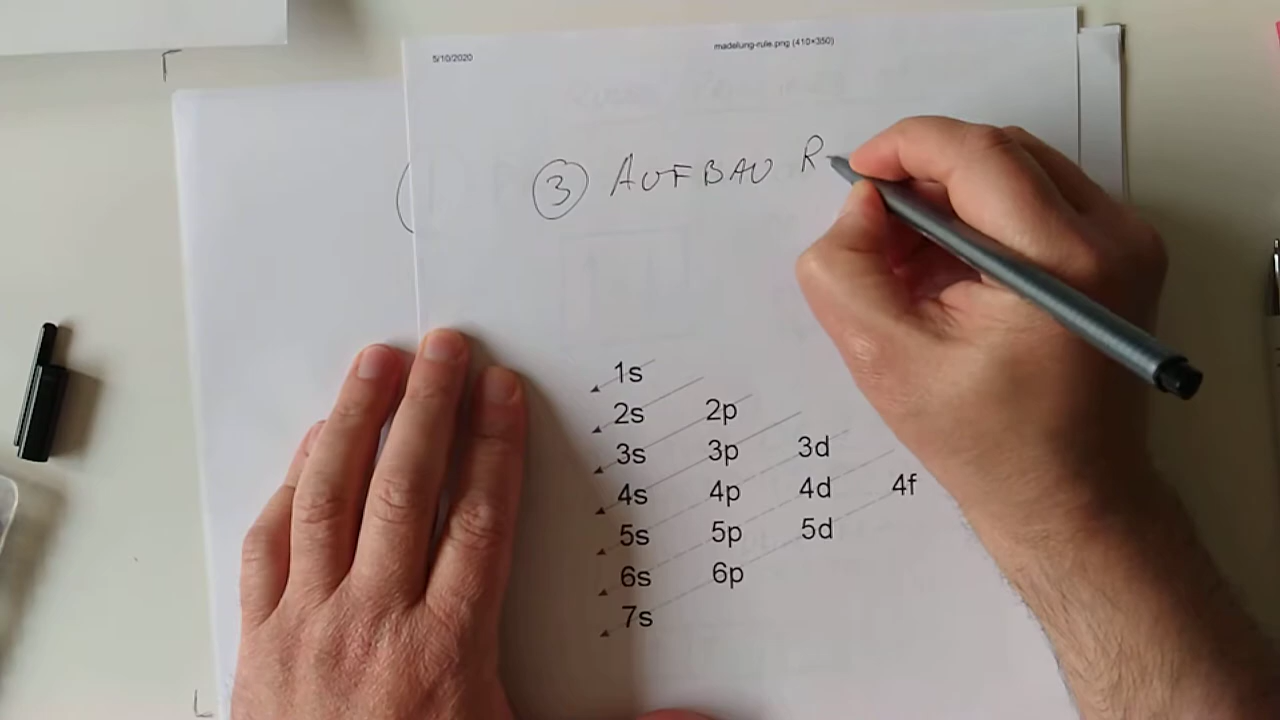 5/10/2020 madelung-rule.png (410×350)
3 AUFBAU R
1s
2s 2p
3s 3p 3d
4s 4p 4d 4f
5s 5p 5d
6s 6p
7s